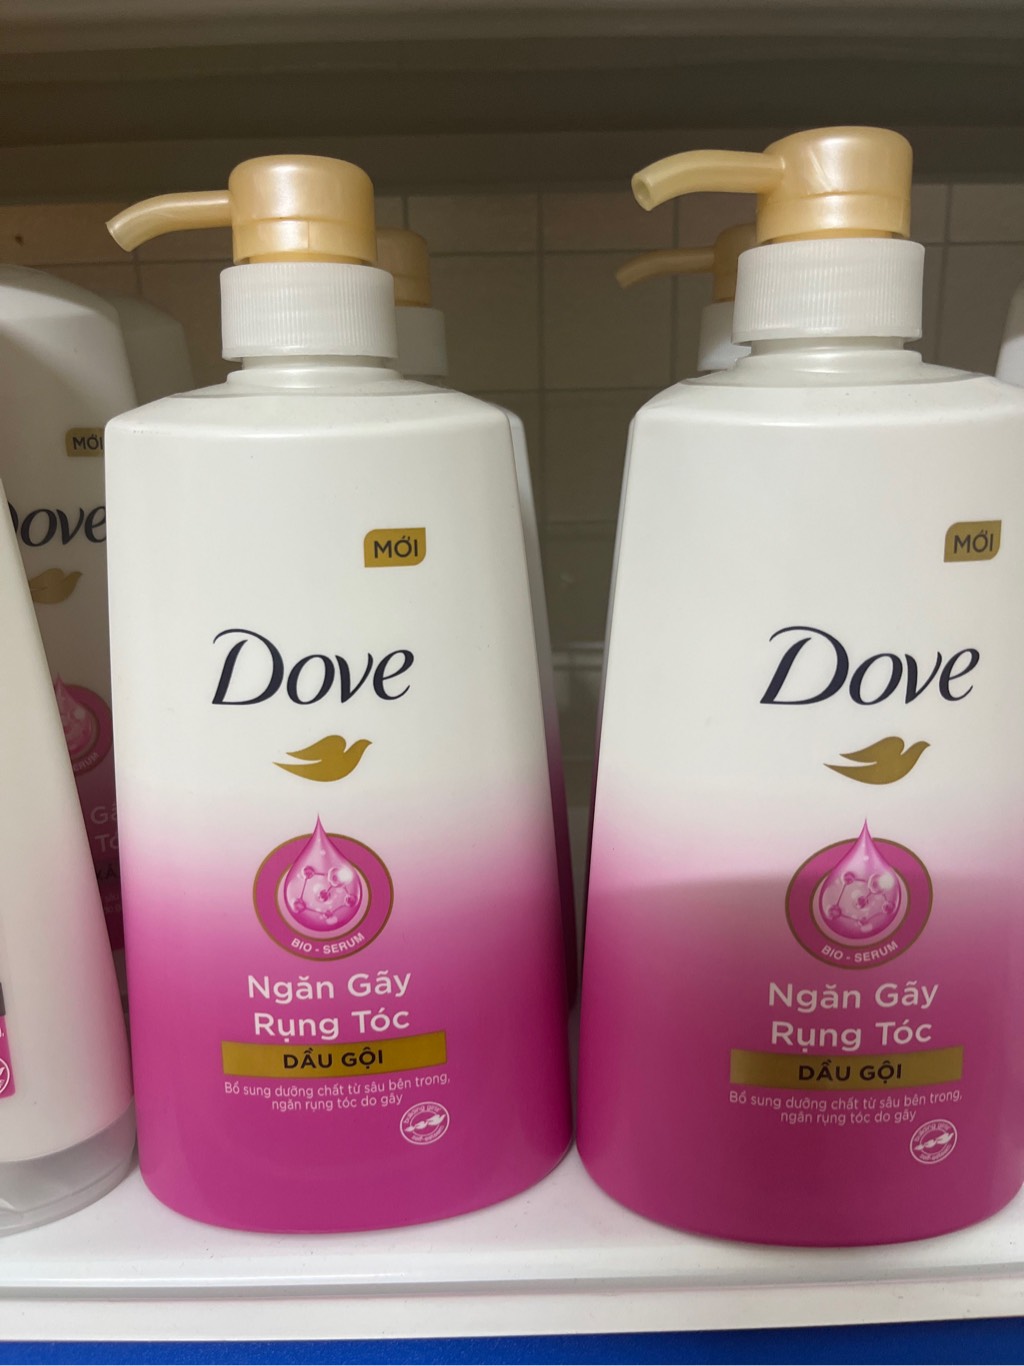 MỚI
Dove
BIO - SERUM
Ngăn Gãy
Rụng Tóc
DẦU GỘI
Bổ sung dưỡng chất từ sâu bên trong,
ngăn rụng tóc do gãy
MỚI
Dove
BIO - SERUM
Ngăn Gãy
Rụng Tóc
DẦU GỘI
Bổ sung dưỡng chất từ sâu bên trong,
ngăn rụng tóc do gãy
MỚI